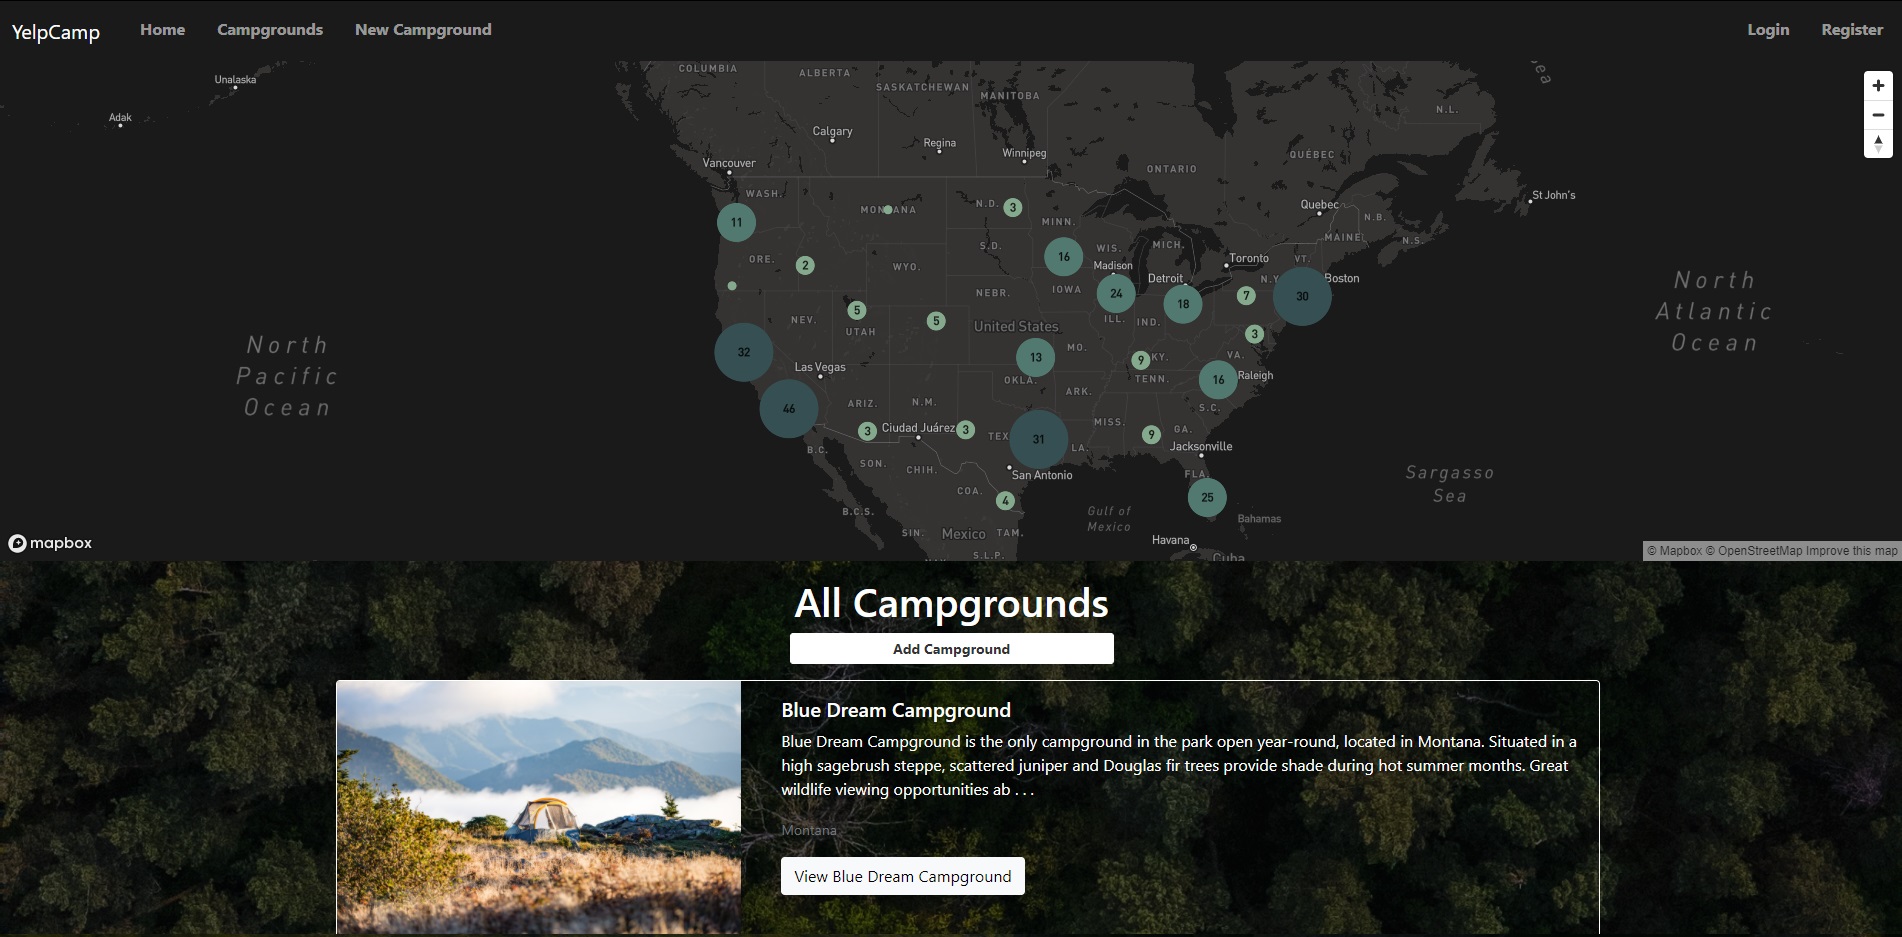 YelpCamp Home Campgrounds New Campground Login Register
COLUMBIA
ALBERTA
SASKATCHEWAN
MANITOBA
Unalaska
Adak
Calgary
Regina
Winnipeg
Vancouver
ONTARIO
QUÉBEC
N.L.
St John's
Quebec
N.B.
MAINE
N.S.
WASH.
MONTANA
N.D.
3
MINN.
11
ORE.
2
WYO.
S.D.
16
WIS.
Madison
MICH.
Detroit
Toronto
VT.
N.Y
Boston
NEBR.
IOWA
24
18
7
30
NEV.
5
UTAH
5
United States
ILL.
IND.
3
32
Las Vegas
13
MO.
9
KY.
VA.
OKLA.
TENN.
16
Raleigh
46
ARIZ.
N.M.
ARK.
S.C.
3
Ciudad Juárez
3
TEX
31
LA.
MISS.
9
GA.
Jacksonville
B.C.
SON.
CHIH.
San Antonio
FLA.
COA.
4
25
B.C.S.
SIN.
Mexico
TAM.
S.L.P.
Gulf of
Mexico
Bahamas
Havana
Cuba
North
Pacific
Ocean
North
Atlantic
Ocean
Sargasso
Sea
mapbox
© Mapbox © OpenStreetMap Improve this map
All Campgrounds
Add Campground
Blue Dream Campground
Blue Dream Campground is the only campground in the park open year-round, located in Montana. Situated in a
high sagebrush steppe, scattered juniper and Douglas fir trees provide shade during hot summer months. Great
wildlife viewing opportunities ab . . .
Montana
View Blue Dream Campground